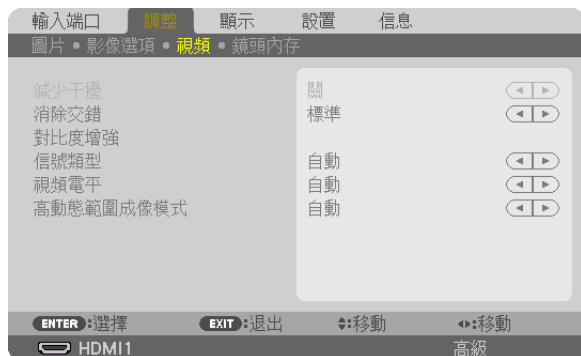 輸入端口 調整 顯示 設置 信息
圖片 • 影像選項 • 視頻 • 鏡頭內存
減少干擾 關
消除交錯 標準
對比度增強
信號類型 自動
視頻電平 自動
高動態範圍成像模式 自動
ENTER:選擇 EXIT:退出 :移動 :移動
HDMI1 高級